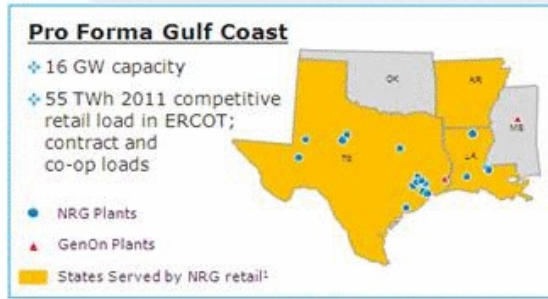 Pro Forma Gulf Coast
16 GW capacity
55 TWh 2011 competitive
retail load in ERCOT;
contract and
co-op loads
NRG Plants
GenOn Plants
States Served by NRG retail¹
OK
AR
TX
LA
MS